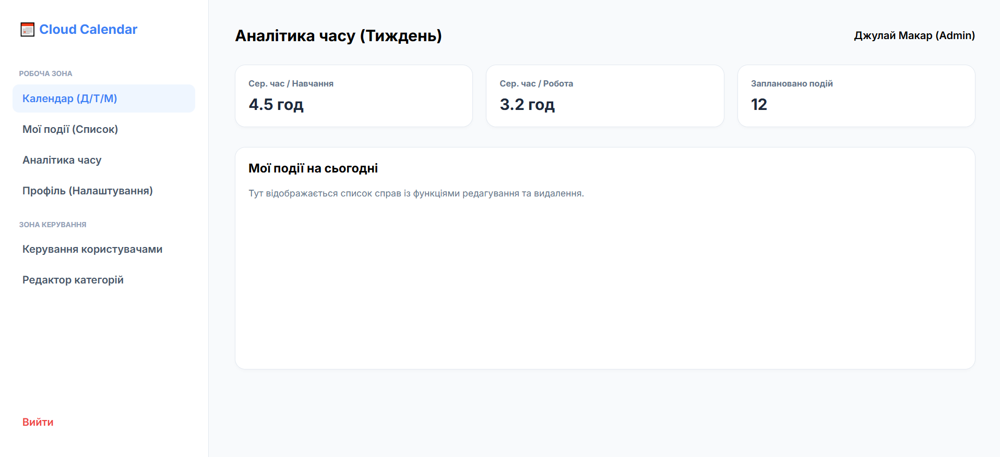 Cloud Calendar
РОБОЧА ЗОНА
Календар (Д/Т/М)
Мої події (Список)
Аналітика часу
Профіль (Налаштування)
ЗОНА КЕРУВАННЯ
Керування користувачами
Редактор категорій
Вийти
Аналітика часу (Тиждень)
Джулай Макар (Admin)
Сер. час / Навчання
4.5 год
Сер. час / Робота
3.2 год
Заплановано подій
12
Мої події на сьогодні
Тут відображається список справ із функціями редагування та видалення.